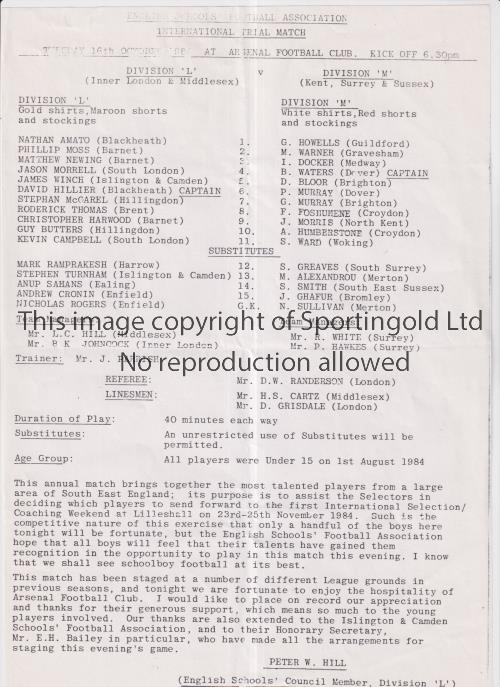 ENGLISH SCHOOLS' FOOTBALL ASSOCIATION
INTERNATIONAL TRIAL MATCH
TUESDAY 16th OCTOBER 198 AT ARSENAL FOOTBALL CLUB. KICK OFF 6.30pm
DIVISION 'L' v DIVISION 'M'
(Inner London & Middlesex) (Kent, Surrey & Sussex)
DIVISION 'L' DIVISION 'M'
Gold shirts, Maroon shorts White shirts, Red shorts
and stockings and stockings
NATHAN AMATO (Blackheath) 1. G. HOWELLS (Guildford)
PHILLIP MOSS (Barnet) 2. M. WARNER (Gravesham)
MATTHEW NEWING (Barnet) 3. I. DOCKER (Medway)
JASON MORRELL (South London) 4. B. WATERS (Dover) CAPTAIN
JAMES WINCH (Islington & Camden) 5. D. BLOOR (Brighton)
DAVID HILLIER (Blackheath) CAPTAIN 6. P. MURRAY (Dover)
STEPHAN McGAREL (Hillingdon) 7. G. MURRAY (Brighton)
RODERICK THOMAS (Brent) 8. F. FOSHUMENE (Croydon)
CHRISTOPHER HARWOOD (Barnet) 9. J. MORRIS (North Kent)
GUY BUTTERS (Hillingdon) 10. A. HUMBERSTONE (Croydon)
KEVIN CAMPBELL (South London) 11. S. WARD (Woking)
SUBSTITUTES
MARK RAMPRAKESH (Harrow) 12. S. GREAVES (South Surrey)
STEPHEN TURNHAM (Islington & Camden) 13. M. ALEXANDROU (Merton)
ANUP SAHANS (Ealing) 14. S. SMITH (South East Sussex)
ANDREW CRONIN (Enfield) 15. J. GHAFUR (Bromley)
NICHOLAS ROGERS (Enfield) G.K. N. SULLIVAN (Merton)
This image copyright of Sportingold Ltd
Team Managers: Team Managers:
Mr. L.C. HILL (Middlesex) Mr. R. WHITE (Surrey)
Mr. JOHNCOCK (Inner London) Mr. P. HAWKES (Surrey)
No reproduction allowed
Trainer: Mr. J.
REFEREE: Mr. D.W. RANDERSON (London)
LINESMEN: Mr. H.S. CARTZ (Middlesex)
Mr. D. GRISDALE (London)
Duration of Play: 40 minutes each way
Substitutes: An unrestricted use of Substitutes will be
permitted.
Age Group: All players were Under 15 on 1st August 1984
This annual match brings together the most talented players from a large
area of South East England; its purpose is to assist the Selectors in
deciding which players to send forward to the first International Selection/
Coaching Weekend at Lilleshall on 23rd-25th November 1984. Such is the
competitive nature of this exercise that only a handful of the boys here
tonight will be fortunate, but the English Schools' Football Association
hope that all boys will feel that their talents have gained them
recognition in the opportunity to play in this match this evening. I know
that we shall see schoolboy football at its best.
This match has been staged at a number of different League grounds in
previous seasons, and tonight we are fortunate to enjoy the hospitality of
Arsenal Football Club. I would like to place on record our appreciation
and thanks for their generous support, which means so much to the young
players involved. Our thanks are also extended to the Islington & Camden
Schools' Football Association, and to their Honorary Secretary,
Mr. E.H. Bailey in particular, who have made all the arrangements for
staging this evening's game.
PETER W. HILL
(English Schools' Council Member, Division 'L')